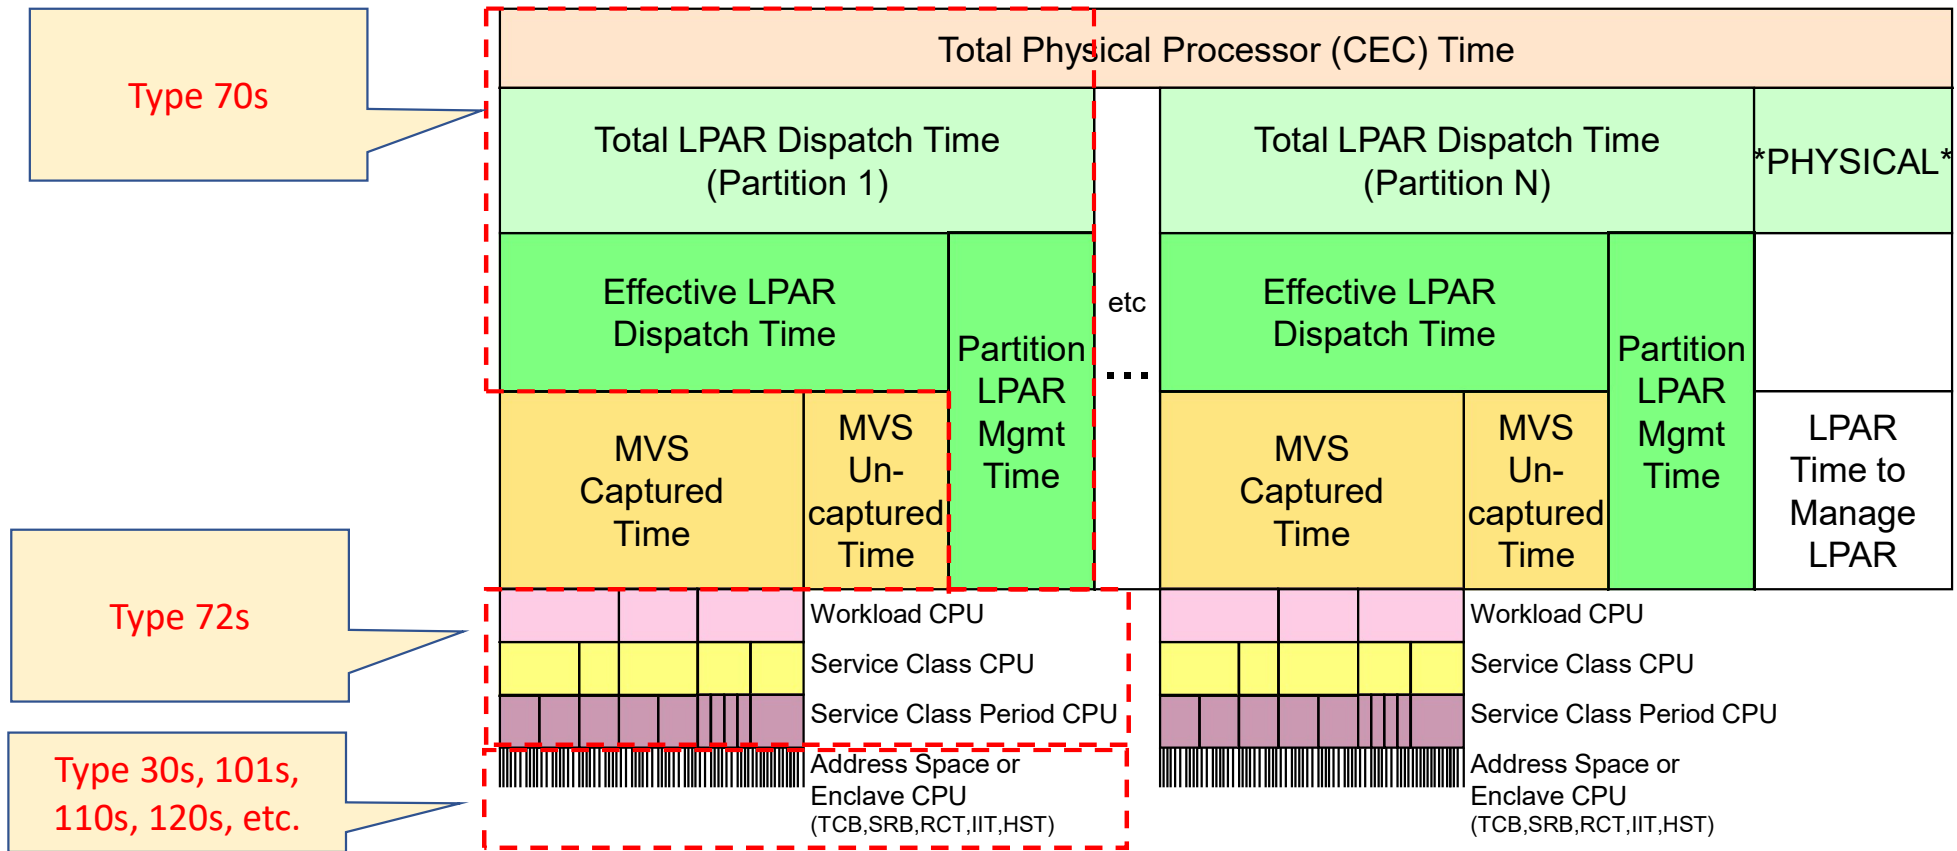 Type 70s
Total Physical Processor (CEC) Time
Total LPAR Dispatch Time
(Partition 1)
Total LPAR Dispatch Time
(Partition N)
*PHYSICAL*
Effective LPAR
Dispatch Time
Partition
LPAR
Mgmt
Time
etc
...
Effective LPAR
Dispatch Time
Partition
LPAR
Mgmt
Time
MVS
Captured
Time
MVS
Un-
captured
Time
MVS
Captured
Time
MVS
Un-
captured
Time
LPAR
Time to
Manage
LPAR
Type 72s
Workload CPU
Service Class CPU
Service Class Period CPU
Workload CPU
Service Class CPU
Service Class Period CPU
Type 30s, 101s,
110s, 120s, etc.
Address Space or
Enclave CPU
(TCB,SRB,RCT,IIT,HST)
Address Space or
Enclave CPU
(TCB,SRB,RCT,IIT,HST)